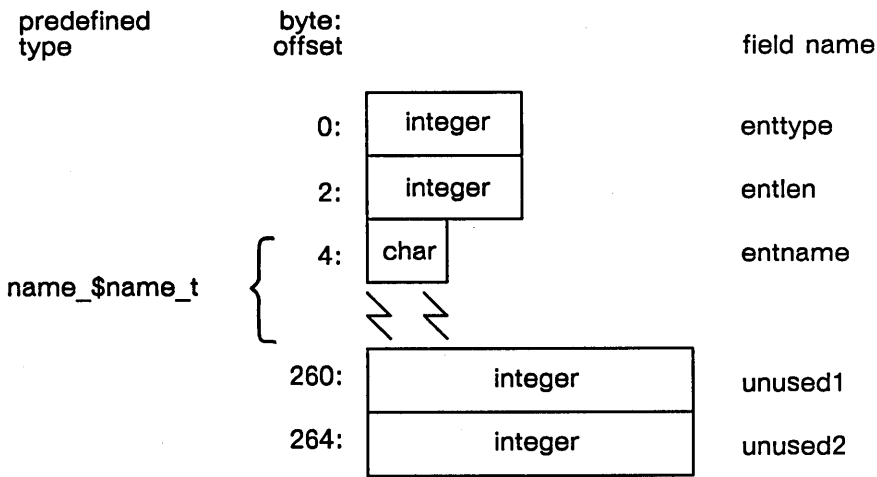 predefined type
byte: offset
field name
0: integer enttype
2: integer entlen
4: char entname
name_$name_t
260: integer unused1
264: integer unused2